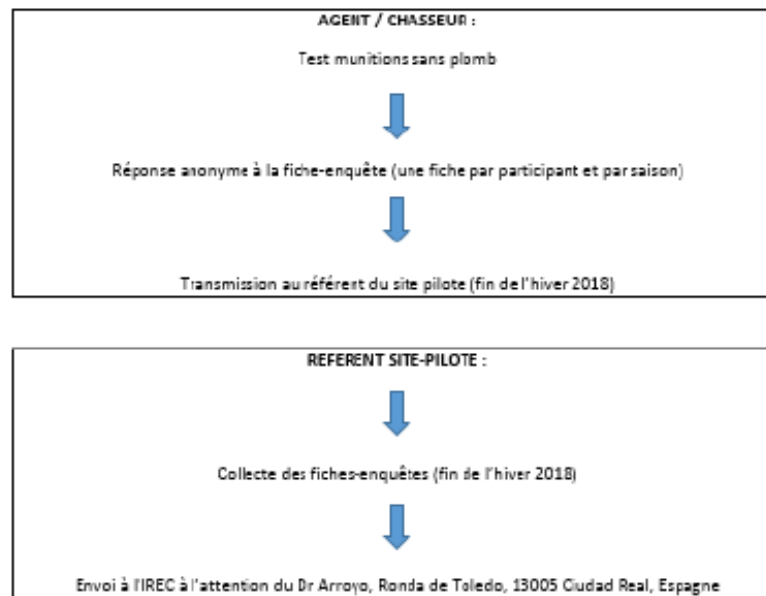 AGENT / CHASSEUR :
Test munitions sans plomb
Réponse anonyme à la fiche-enquête (une fiche par participant et par saison)
Transmission au référent du site pilote (fin de l'hiver 2018)
REFERENT SITE-PILOTE :
Collecte des fiches-enquêtes (fin de l'hiver 2018)
Envoi à l'IREC à l'attention du Dr Arroyo, Ronda de Toledo, 13005 Ciudad Real, Espagne